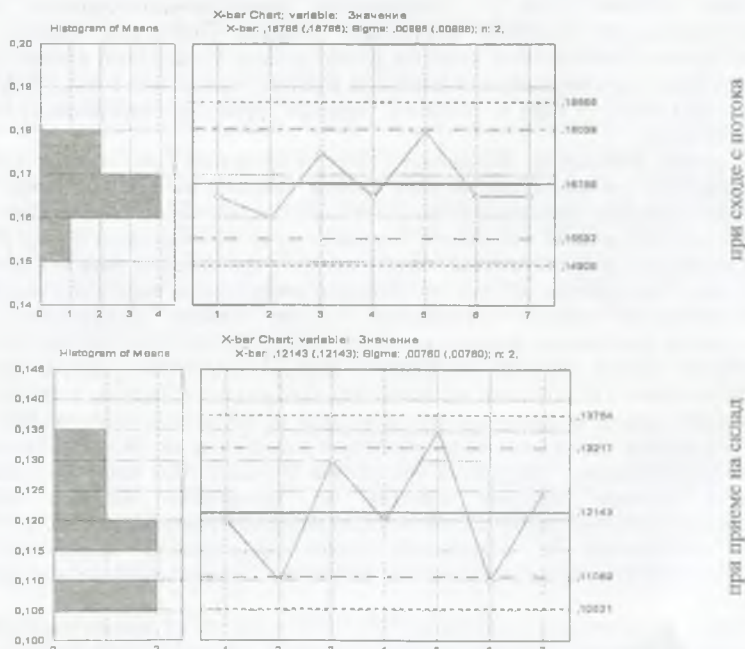 X-bar Chart; variable: Значение
Histogram of Means
X-bar: ,16786 (,16786); Sigma: ,00886 (,00886); n: 2,
0,20
0,19
0,18
0,17
0,16
0,15
0,14
0 1 2 3 4
1 2 3 4 5 6 7
,16786
при сходе с потока
X-bar Chart; variable: Значение
Histogram of Means
X-bar: ,12143 (,12143); Sigma: ,00760 (,00760); n: 2,
0,145
0,140
0,135
0,130
0,125
0,120
0,115
0,110
0,105
0,100
,13754
,13217
,12143
,11069
,10531
при приеме на склад